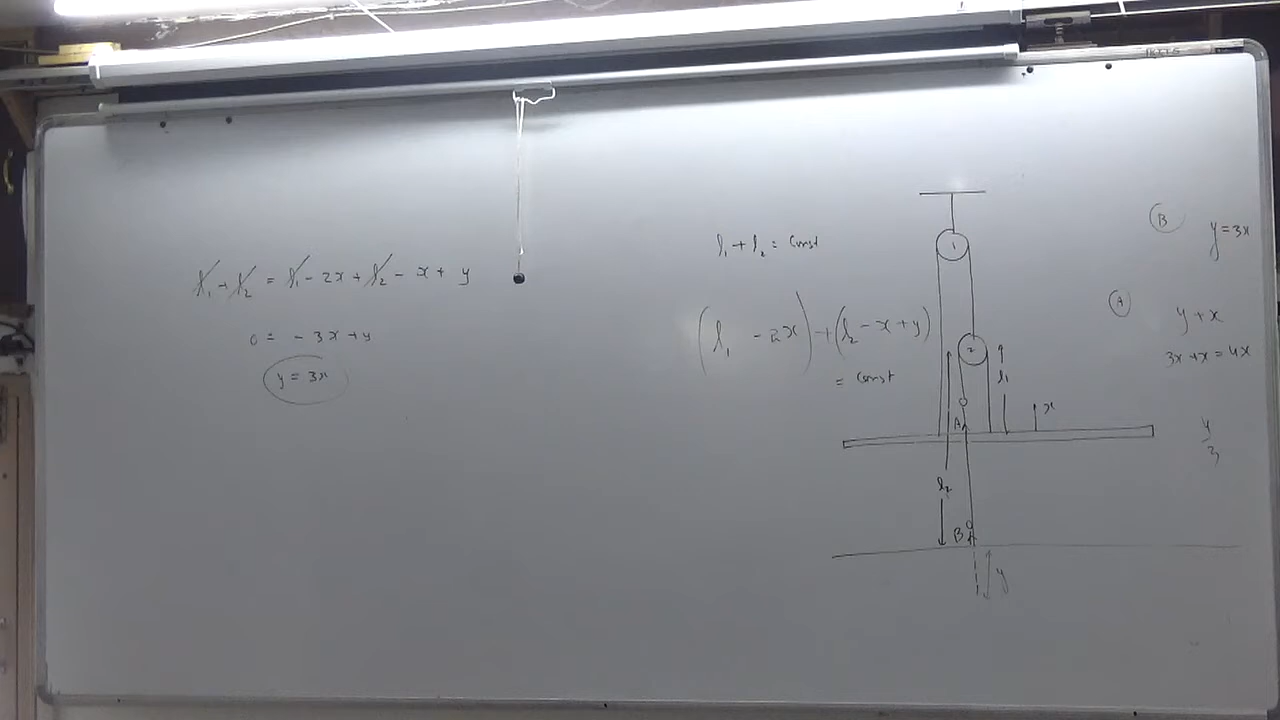 l₁ + l₂ = l₁ - 2x + l₂ - x + y
0 = - 3x + y
y = 3x
l₁ + l₂ = Const
(l₁ - 2x) + (l₂ - x + y)
= Const
1
2
l₁
x
A
l₂
B
y
B
y = 3x
A
y + x
3x + x = 4x
y